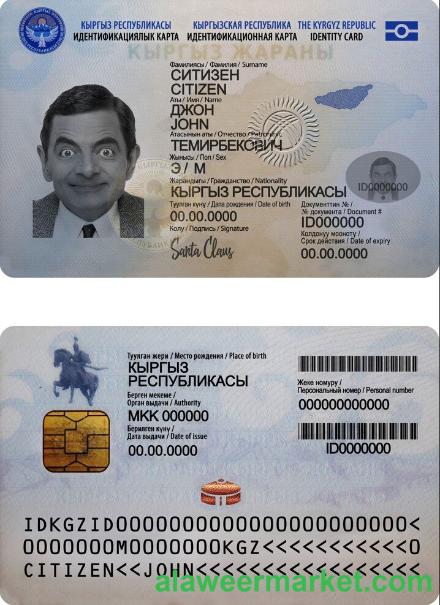 КЫРГЫЗ РЕСПУБЛИКАСЫ КЫРГЫЗСКАЯ РЕСПУБЛИКА THE KYRGYZ REPUBLIC
ИДЕНТИФИКАЦИЯЛЫК КАРТА ИДЕНТИФИКАЦИОННАЯ КАРТА IDENTITY CARD
КЫРГЫЗ ЖАРАНЫ
Фамилиясы / Фамилия / Surname
СИТИЗЕН
CITIZEN
Аты / Имя / Name
ДЖОН
JOHN
Атасынын аты / Отчество / Patronymic
ТЕМИРБЕКОВИЧ
Жынысы / Пол / Sex
Э / М
Жарандыгы / Гражданство / Nationality
КЫРГЫЗ РЕСПУБЛИКАСЫ
ID0000000
Туулган күнү / Дата рождения / Date of birth
00.00.0000
Документтин № /
№ документа / Document #
ID000000
Колу / Подпись / Signature
Santa Claus
Колдонуу мөөнөтү /
Срок действия / Date of expiry
00.00.0000
Туулган жери / Место рождения / Place of birth
КЫРГЫЗ
РЕСПУБЛИКАСЫ
Берген мекеме /
Орган выдачи / Authority
МКК 000000
Берилген күнү /
Дата выдачи / Date of issue
00.00.0000
Жеке номуру /
Персональный номер / Personal number
000000000000
ID0000000
IDKGZID00000000000000000000000<
0000000M0000000KGZ<<<<<<<<<<<0
CITIZEN<<JOHN<<<<<<<<<<<<<<<<<
alaweermarket.com